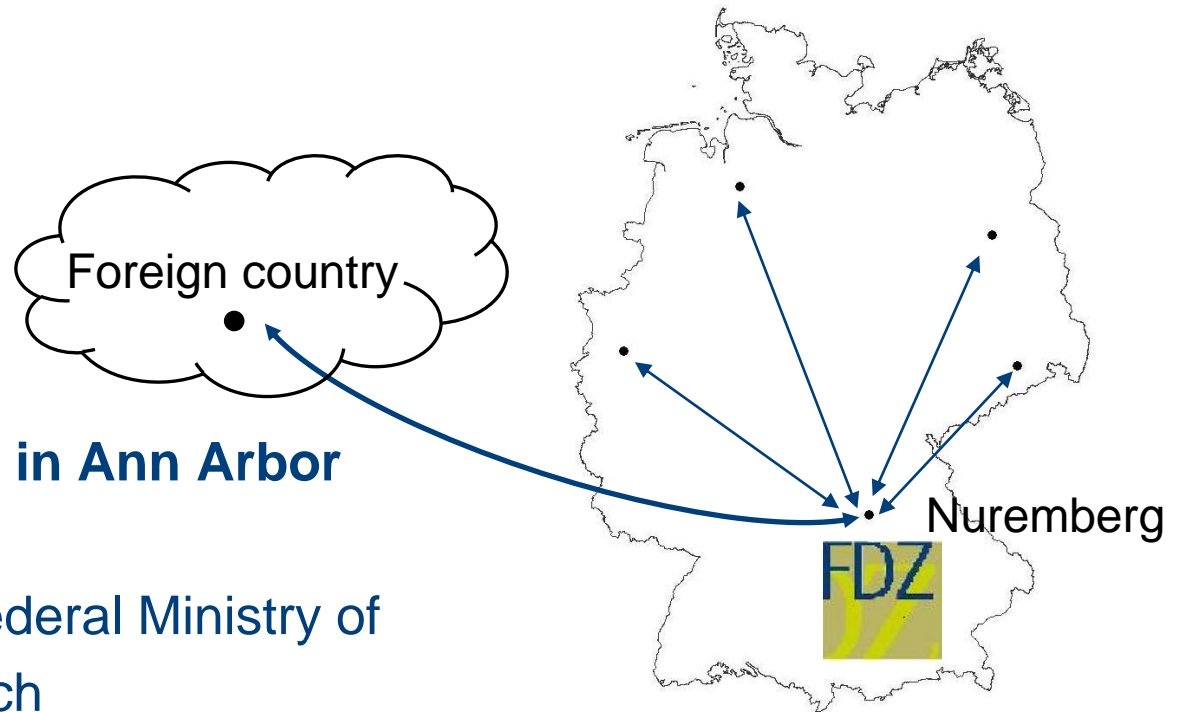 Foreign country
in Ann Arbor
Nuremberg
FDZ
ederal Ministry of
ch